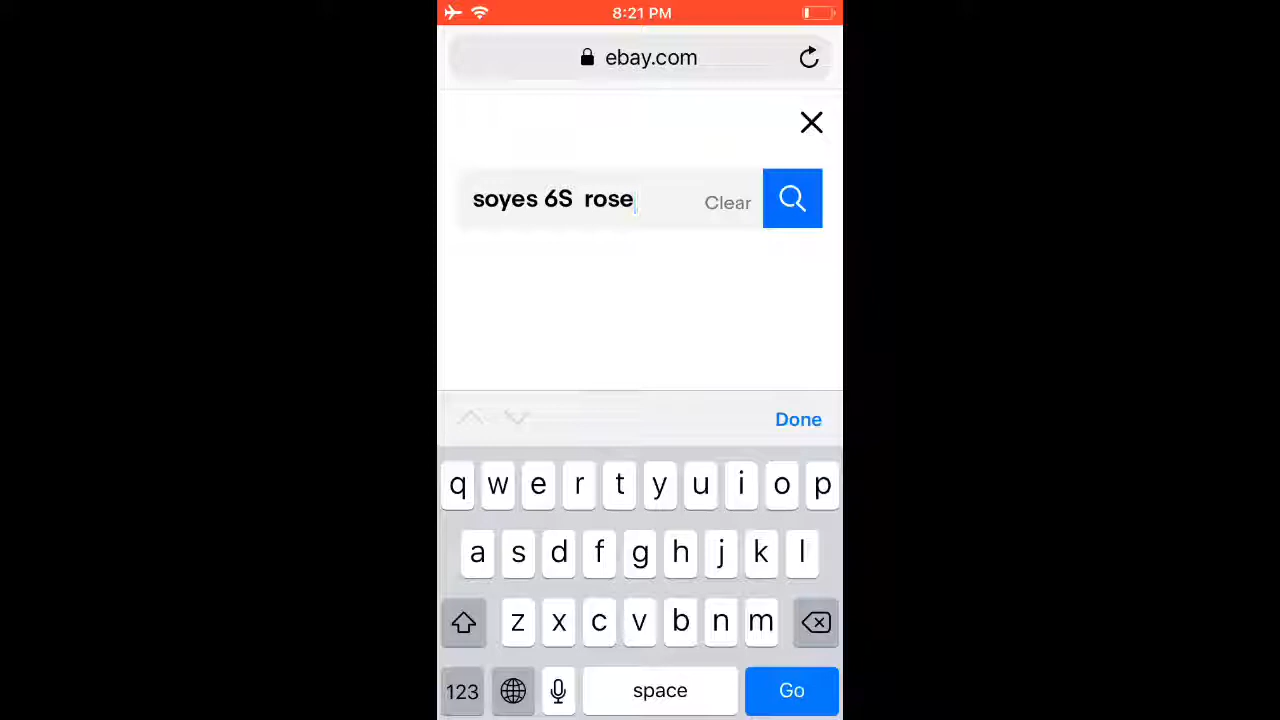 8:21 PM
ebay.com
soyes 6S  rose
Clear
Done
q w e r t y u i o p
a s d f g h j k l
z x c v b n m
123 space Go